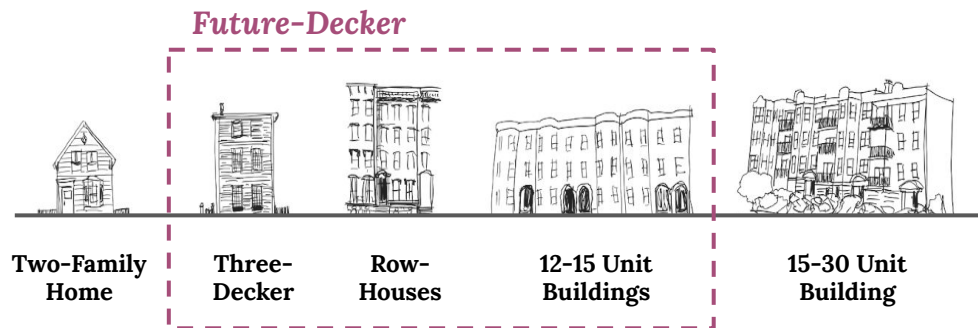 Future-Decker
Two-Family
Home
Three-
Decker
Row-
Houses
12-15 Unit
Buildings
15-30 Unit
Building